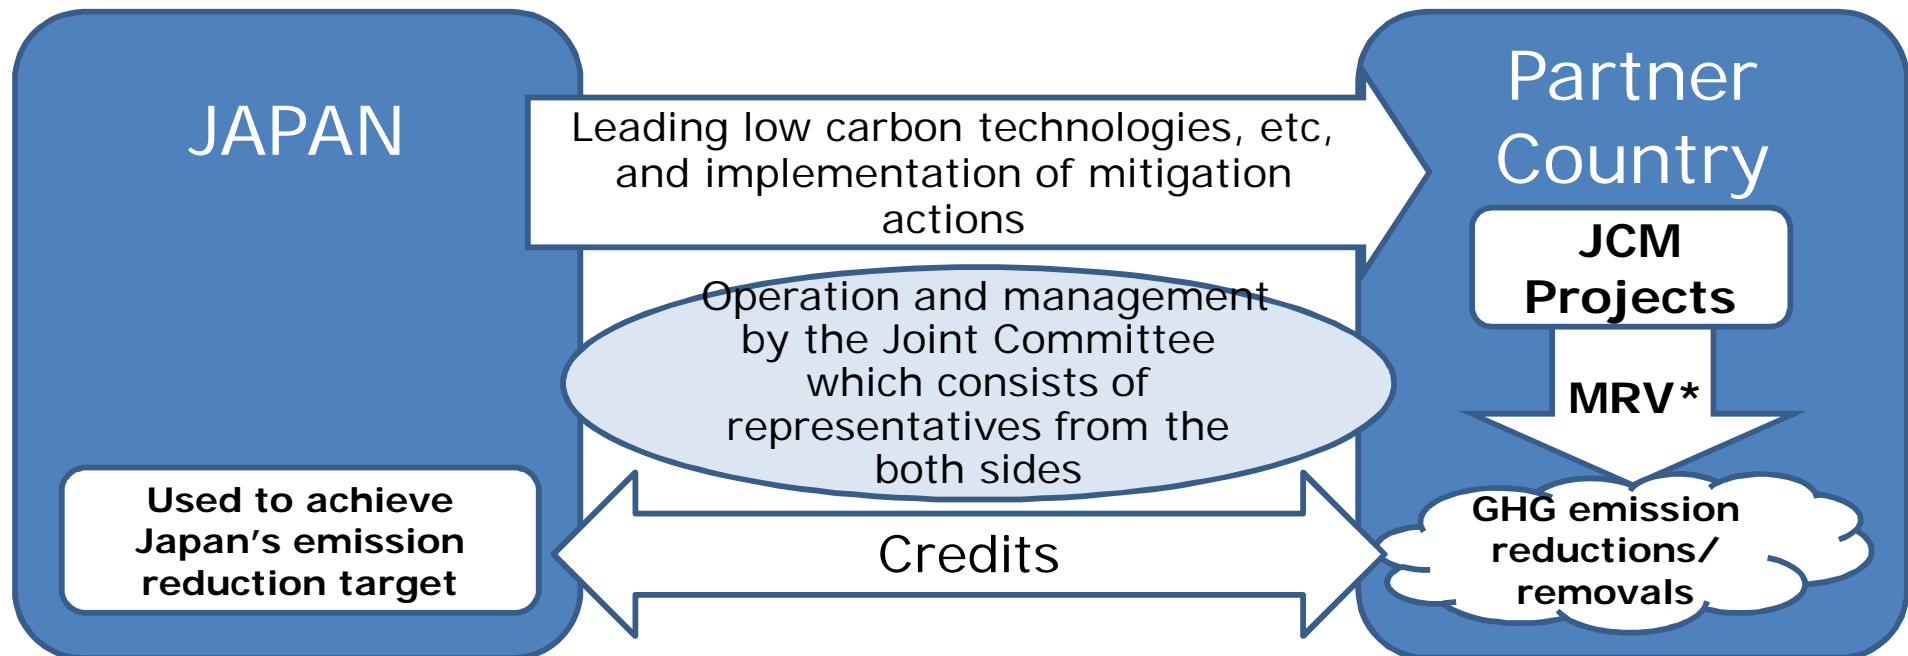 JAPAN
Leading low carbon technologies, etc,
and implementation of mitigation
actions
Partner
Country
JCM
Projects
Operation and management
by the Joint Committee
which consists of
representatives from the
both sides
MRV*
Used to achieve
Japan's emission
reduction target
Credits
GHG emission
reductions/
removals